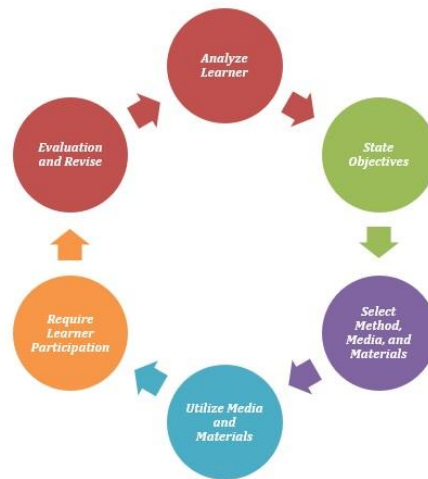 Analyze
Learner
State
Objectives
Select
Method,
Media, and
Materials
Utilize Media
and
Materials
Require
Learner
Participation
Evaluation
and Revise